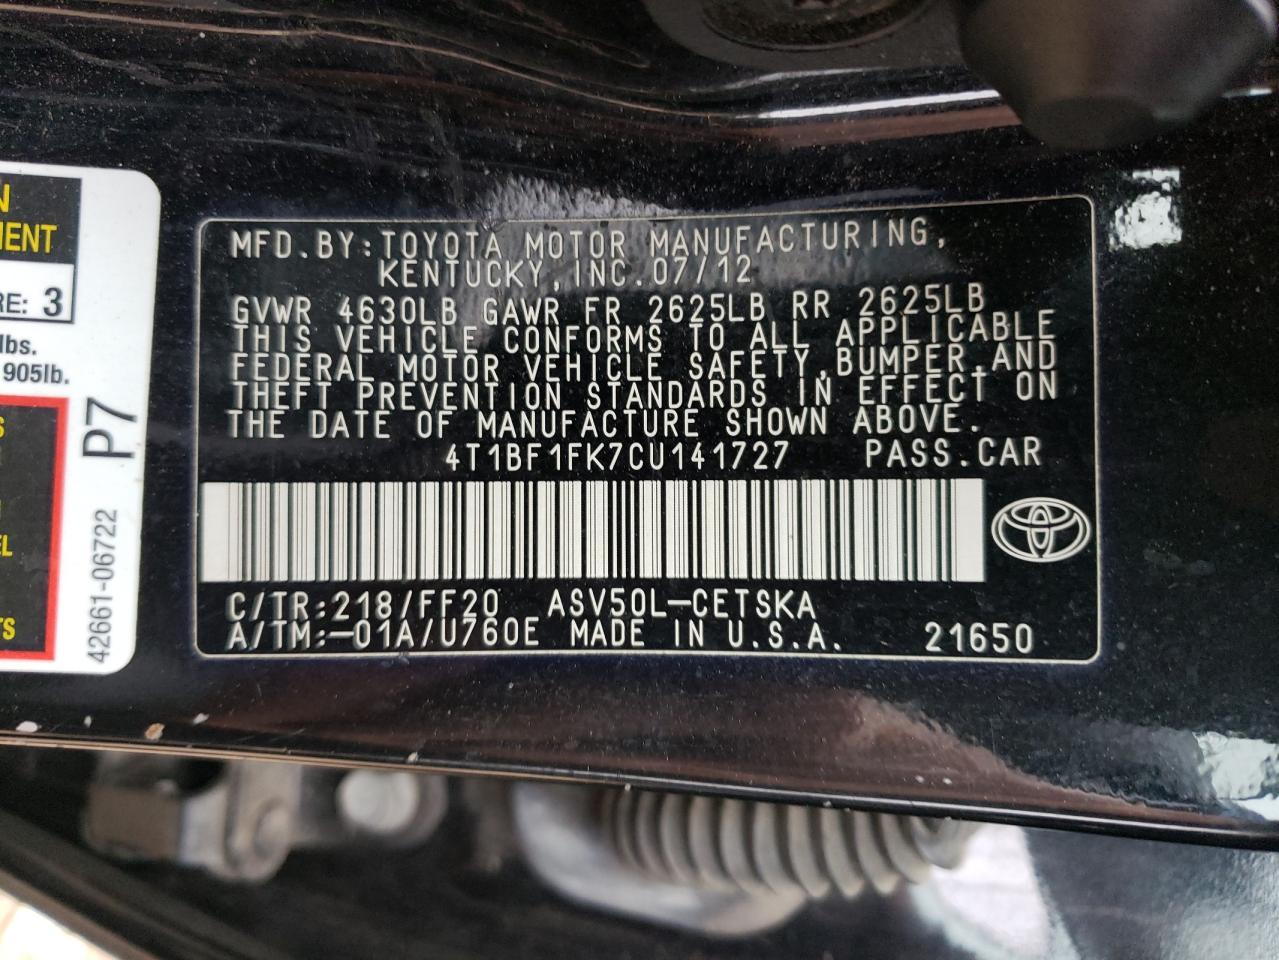 MFD.BY:TOYOTA MOTOR MANUFACTURING,
KENTUCKY,INC.07/12
GVWR 4630LB GAWR FR 2625LB RR 2625LB
THIS VEHICLE CONFORMS TO ALL APPLICABLE
FEDERAL MOTOR VEHICLE SAFETY,BUMPER,AND
THEFT PREVENTION STANDARDS IN EFFECT ON
THE DATE OF MANUFACTURE SHOWN ABOVE.
4T1BF1FK7CU141727 PASS.CAR
C/TR:218/FF20 ASV50L-CETSKA
A/TM:-01A/U760E MADE IN U.S.A. 21650
: 3
lbs.
905lb.
P7
42661-06722